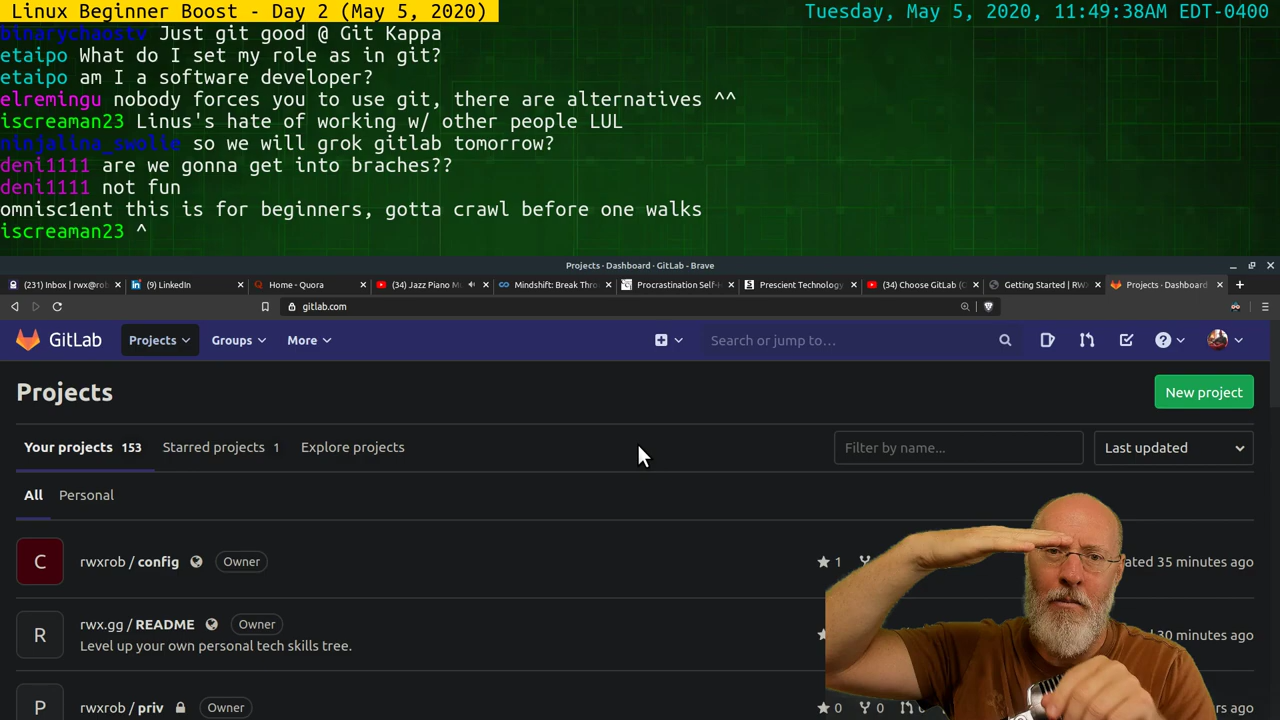 Linux Beginner Boost - Day 2 (May 5, 2020)
Tuesday, May 5, 2020, 11:49:38AM EDT-0400
binarychaostv Just git good @ Git Kappa
etaipo What do I set my role as in git?
etaipo am I a software developer?
elremingu nobody forces you to use git, there are alternatives ^^
iscreaman23 Linus's hate of working w/ other people LUL
ninjalina_swolie so we will grok gitlab tomorrow?
deni1111 are we gonna get into braches??
deni1111 not fun
omnisc1ent this is for beginners, gotta crawl before one walks
iscreaman23 ^
Projects · Dashboard · GitLab - Brave
(231) Inbox | rwx@rob
(9) LinkedIn
Home - Quora
(34) Jazz Piano M
Mindshift: Break Thro
Procrastination Self-H
Prescient Technology
(34) Choose GitLab (C
Getting Started | RWX
Projects · Dashboard
gitlab.com
GitLab Projects Groups More Search or jump to…
Projects
New project
Your projects 153 Starred projects 1 Explore projects Filter by name... Last updated
All Personal
C rwxrob / config Owner 1 ated 35 minutes ago
R rwx.gg / README Owner 30 minutes ago
Level up your own personal tech skills tree.
P rwxrob / priv Owner 0 0 ago